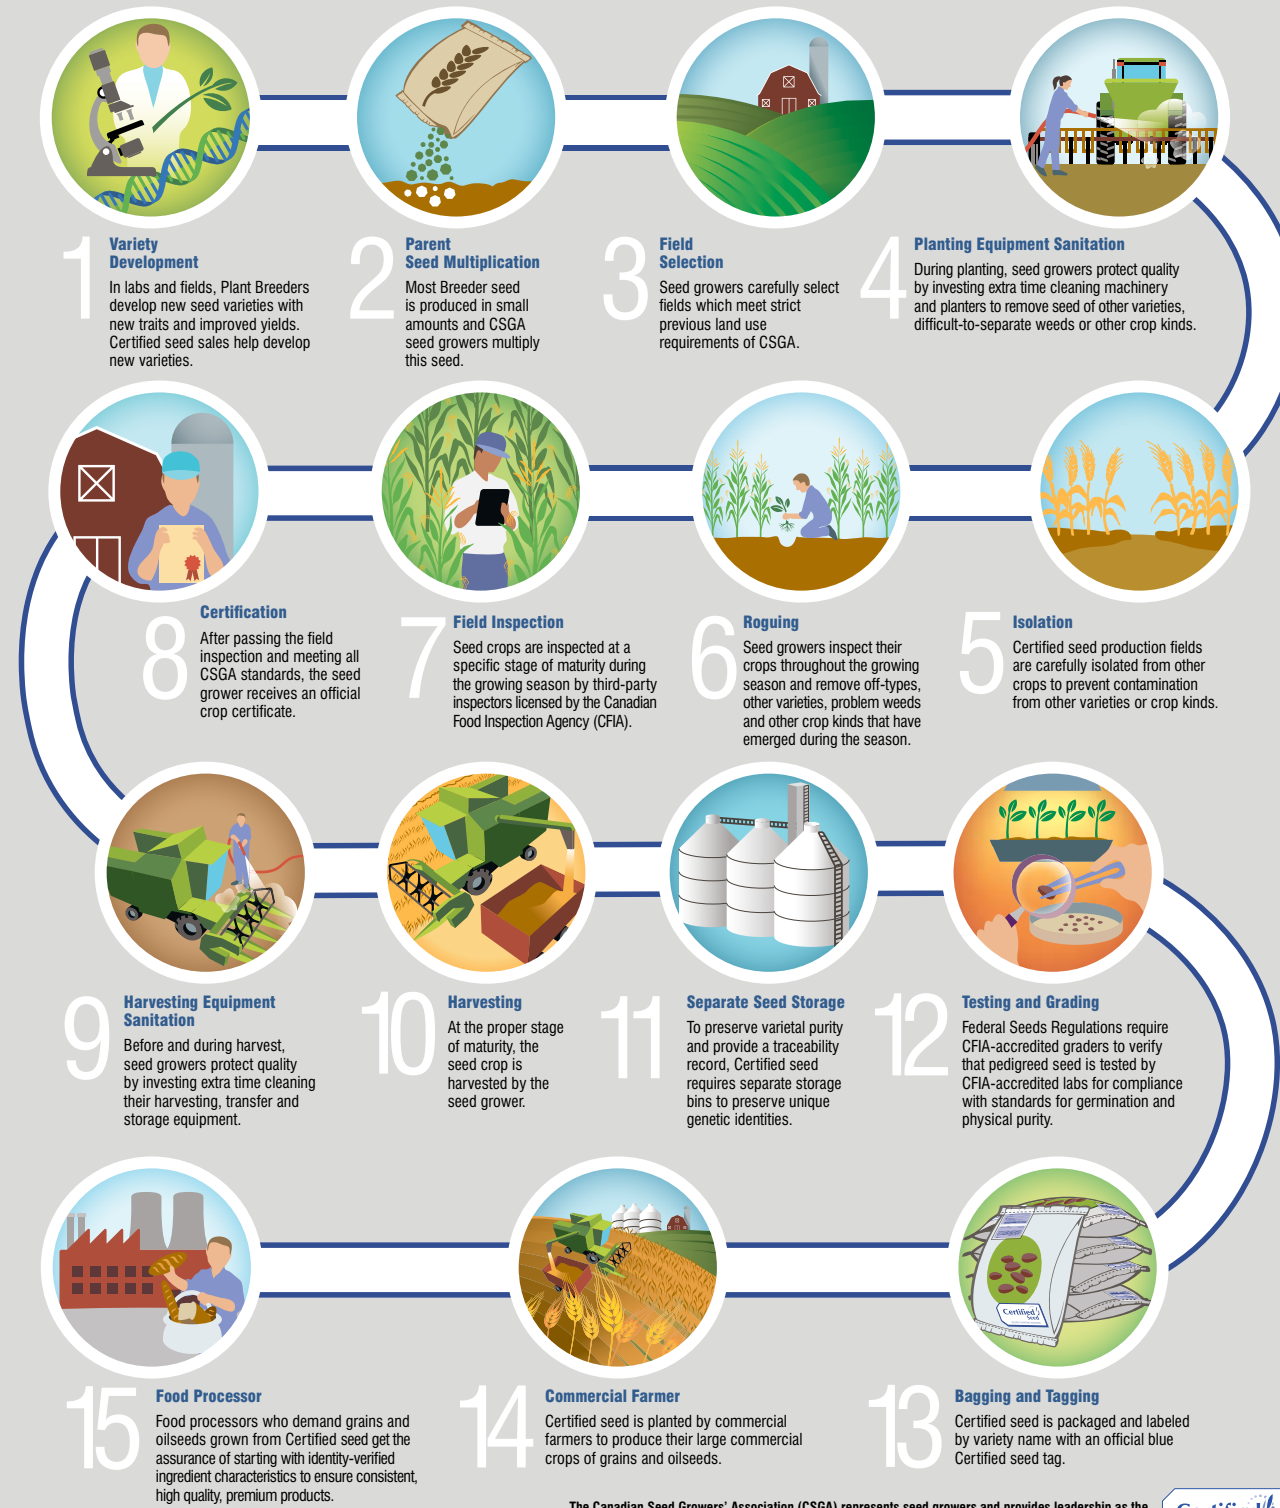 1
Variety
Development
In labs and fields, Plant Breeders
develop new seed varieties with
new traits and improved yields.
Certified seed sales help develop
new varieties.
2
Parent
Seed Multiplication
Most Breeder seed
is produced in small
amounts and CSGA
seed growers multiply
this seed.
3
Field
Selection
Seed growers carefully select
fields which meet strict
previous land use
requirements of CSGA.
4
Planting Equipment Sanitation
During planting, seed growers protect quality
by investing extra time cleaning machinery
and planters to remove seed of other varieties,
difficult-to-separate weeds or other crop kinds.
5
Isolation
Certified seed production fields
are carefully isolated from other
crops to prevent contamination
from other varieties or crop kinds.
6
Roguing
Seed growers inspect their
crops throughout the growing
season and remove off-types,
other varieties, problem weeds
and other crop kinds that have
emerged during the season.
7
Field Inspection
Seed crops are inspected at a
specific stage of maturity during
the growing season by third-party
inspectors licensed by the Canadian
Food Inspection Agency (CFIA).
8
Certification
After passing the field
inspection and meeting all
CSGA standards, the seed
grower receives an official
crop certificate.
9
Harvesting Equipment
Sanitation
Before and during harvest,
seed growers protect quality
by investing extra time cleaning
their harvesting, transfer and
storage equipment.
10
Harvesting
At the proper stage
of maturity, the
seed crop is
harvested by the
seed grower.
11
Separate Seed Storage
To preserve varietal purity
and provide a traceability
record, Certified seed
requires separate storage
bins to preserve unique
genetic identities.
12
Testing and Grading
Federal Seeds Regulations require
CFIA-accredited graders to verify
that pedigreed seed is tested by
CFIA-accredited labs for compliance
with standards for germination and
physical purity.
Certified
Seed
13
Bagging and Tagging
Certified seed is packaged and labeled
by variety name with an official blue
Certified seed tag.
14
Commercial Farmer
Certified seed is planted by commercial
farmers to produce their large commercial
crops of grains and oilseeds.
15
Food Processor
Food processors who demand grains and
oilseeds grown from Certified seed get the
assurance of starting with identity-verified
ingredient characteristics to ensure consistent,
high quality, premium products.
The Canadian Seed Growers' Association (CSGA) represents seed growers and provides leadership as the
Certified